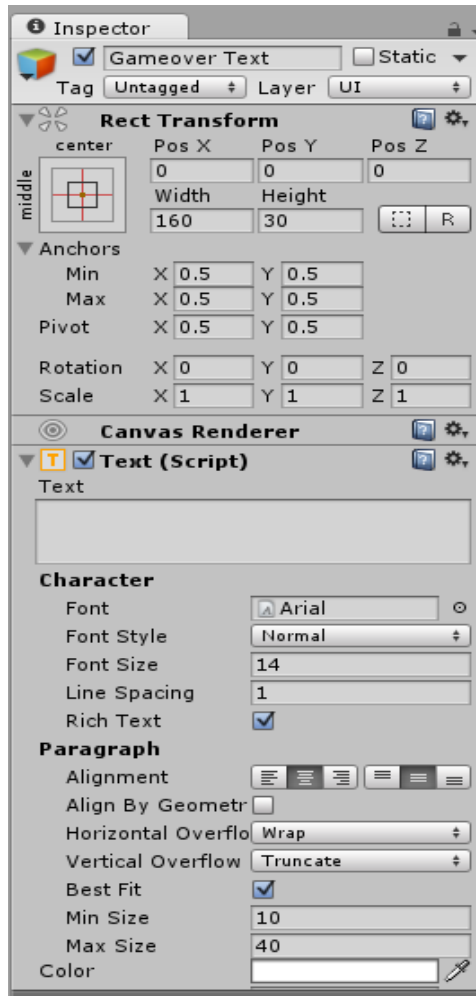 Inspector
Gameover Text Static
Tag Untagged Layer UI
Rect Transform
center Pos X Pos Y Pos Z
middle 0 0 0
Width Height
160 30 R
Anchors
Min X 0.5 Y 0.5
Max X 0.5 Y 0.5
Pivot X 0.5 Y 0.5
Rotation X 0 Y 0 Z 0
Scale X 1 Y 1 Z 1
Canvas Renderer
T Text (Script)
Text
Character
Font Arial
Font Style Normal
Font Size 14
Line Spacing 1
Rich Text
Paragraph
Alignment
Align By Geometr
Horizontal Overflo Wrap
Vertical Overflow Truncate
Best Fit
Min Size 10
Max Size 40
Color